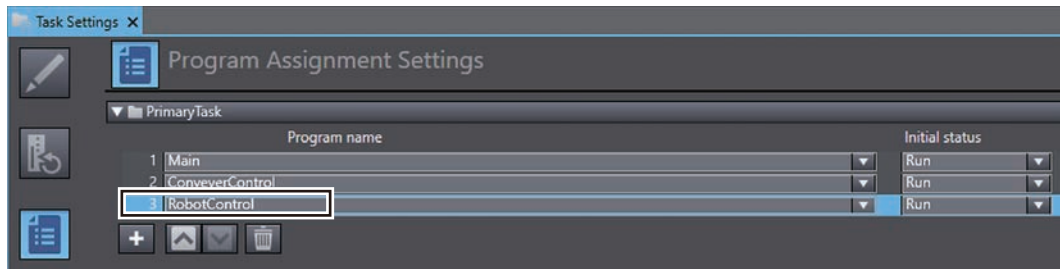 Task Settings
Program Assignment Settings
PrimaryTask
Program name Initial status
1 Main Run
2 ConveyerControl Run
3 RobotControl Run